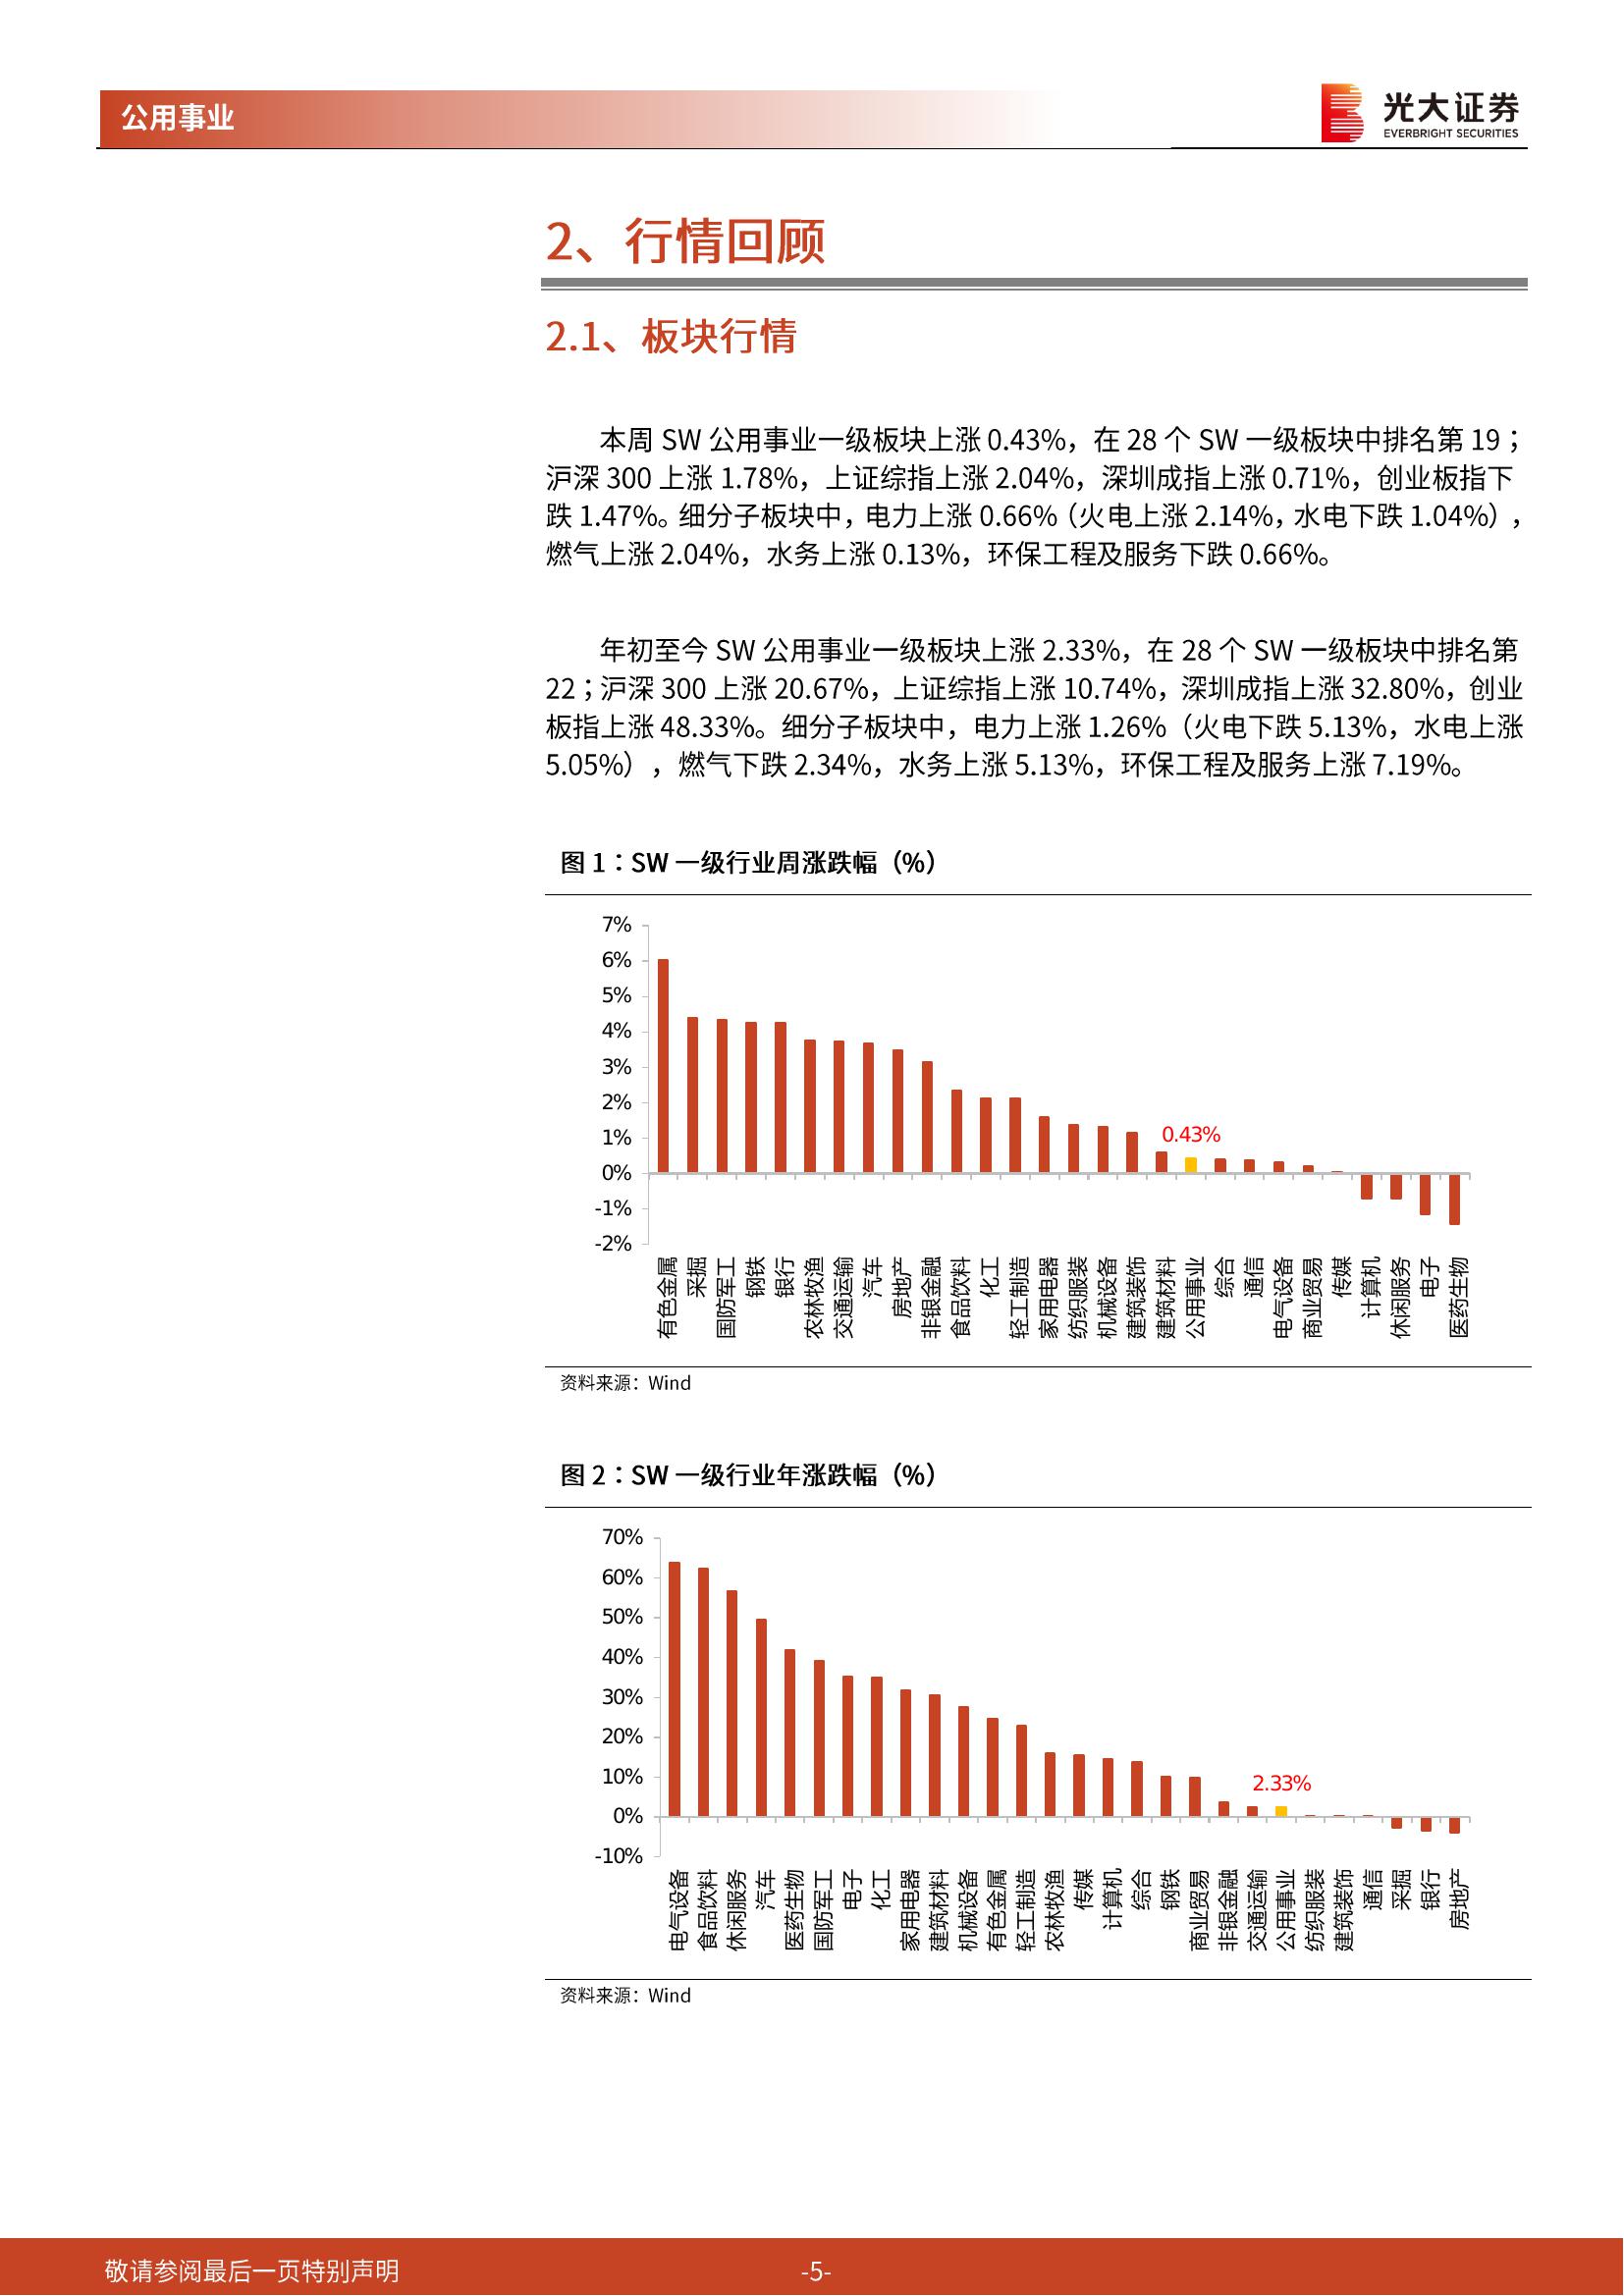 公用事业
光大证券
EVERBRIGHT SECURITIES
2、行情回顾
2.1、板块行情
本周 SW 公用事业一级板块上涨 0.43%，在 28 个 SW 一级板块中排名第 19；
沪深 300 上涨 1.78%，上证综指上涨 2.04%，深圳成指上涨 0.71%，创业板指下
跌 1.47%。细分子板块中，电力上涨 0.66%（火电上涨 2.14%，水电下跌 1.04%），
燃气上涨 2.04%，水务上涨 0.13%，环保工程及服务下跌 0.66%。
年初至今 SW 公用事业一级板块上涨 2.33%，在 28 个 SW 一级板块中排名第
22；沪深 300 上涨 20.67%，上证综指上涨 10.74%，深圳成指上涨 32.80%，创业
板指上涨 48.33%。细分子板块中，电力上涨 1.26%（火电下跌 5.13%，水电上涨
5.05%），燃气下跌 2.34%，水务上涨 5.13%，环保工程及服务上涨 7.19%。
图 1：SW 一级行业周涨跌幅（%）
7%
6%
5%
4%
3%
2%
1%
0%
-1%
-2%
0.43%
有色金属
采掘
国防军工
钢铁
银行
农林牧渔
交通运输
汽车
房地产
非银金融
食品饮料
化工
轻工制造
家用电器
纺织服装
机械设备
建筑装饰
建筑材料
公用事业
综合
通信
电气设备
商业贸易
传媒
计算机
休闲服务
电子
医药生物
资料来源：Wind
图 2：SW 一级行业年涨跌幅（%）
70%
60%
50%
40%
30%
20%
10%
0%
-10%
2.33%
电气设备
食品饮料
休闲服务
汽车
医药生物
国防军工
电子
化工
家用电器
建筑材料
机械设备
有色金属
轻工制造
农林牧渔
传媒
计算机
综合
钢铁
商业贸易
非银金融
交通运输
公用事业
纺织服装
建筑装饰
通信
采掘
银行
房地产
资料来源：Wind
敬请参阅最后一页特别声明
-5-